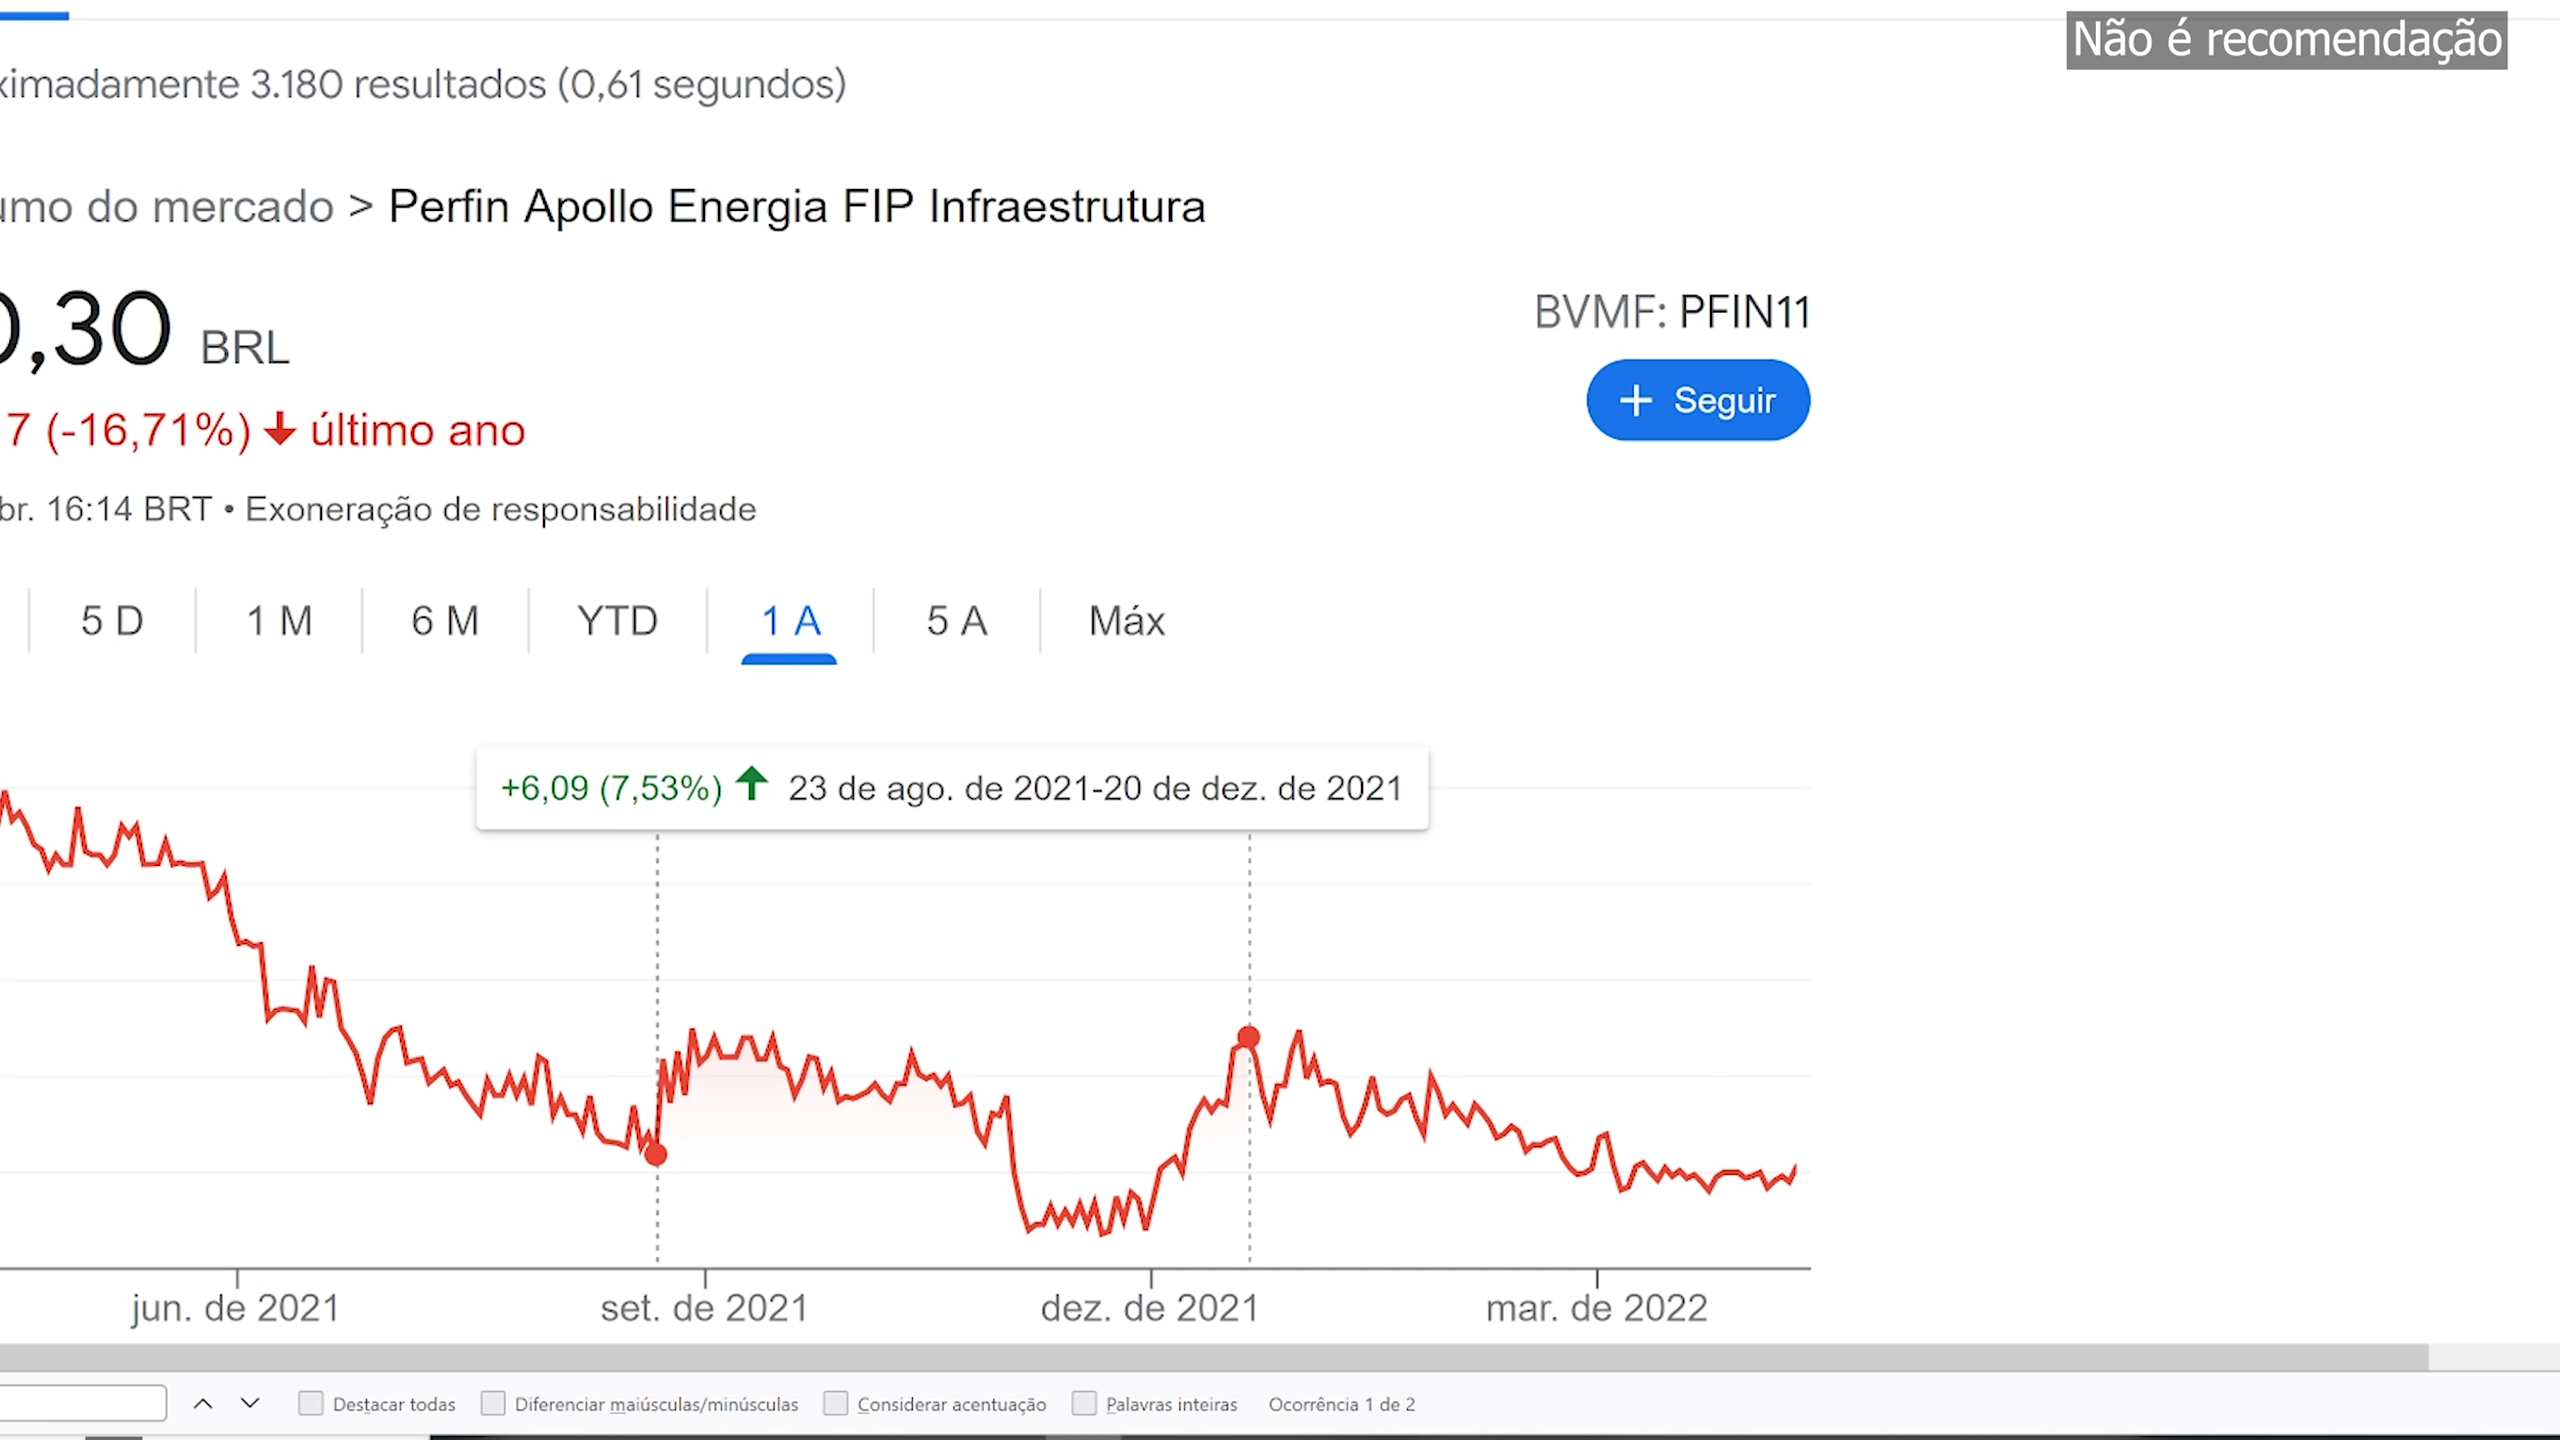 Não é recomendação
ximadamente 3.180 resultados (0,61 segundos)
umo do mercado > Perfin Apollo Energia FIP Infraestrutura
0,30 BRL
BVMF: PFIN11
+ Seguir
7 (-16,71%) ↓ último ano
br. 16:14 BRT • Exoneração de responsabilidade
5 D 1 M 6 M YTD 1 A 5 A Máx
+6,09 (7,53%) ↑ 23 de ago. de 2021-20 de dez. de 2021
jun. de 2021 set. de 2021 dez. de 2021 mar. de 2022
Destacar todas Diferenciar maiúsculas/minúsculas Considerar acentuação Palavras inteiras Ocorrência 1 de 2